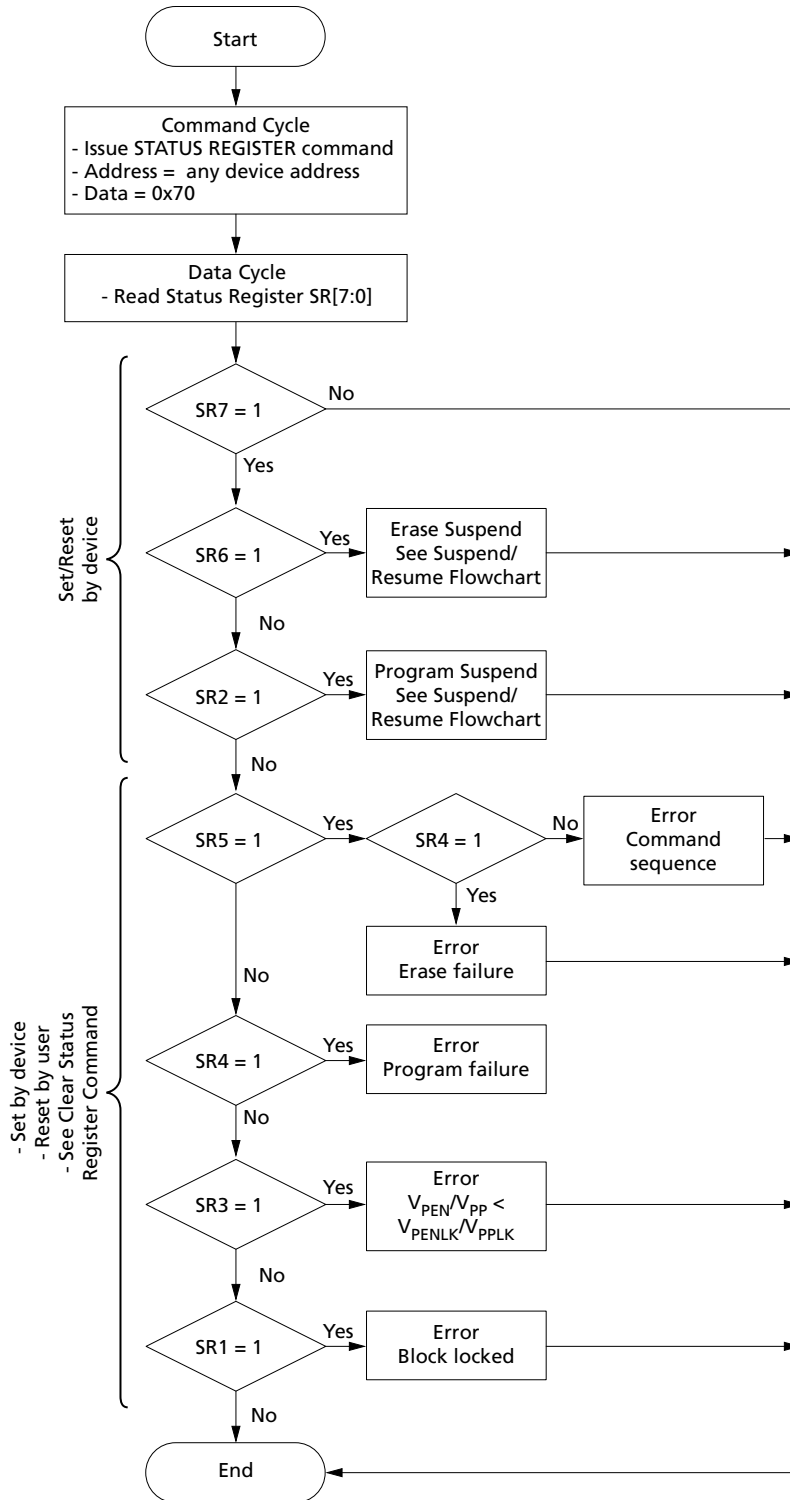 Start
Command Cycle
- Issue STATUS REGISTER command
- Address = any device address
- Data = 0x70
Data Cycle
- Read Status Register SR[7:0]
Set/Reset
by device
SR7 = 1
No
Yes
SR6 = 1
Yes
Erase Suspend
See Suspend/
Resume Flowchart
No
SR2 = 1
Yes
Program Suspend
See Suspend/
Resume Flowchart
No
- Set by device
- Reset by user
- See Clear Status
Register Command
SR5 = 1
Yes
SR4 = 1
No
Error
Command
sequence
Yes
Error
Erase failure
No
SR4 = 1
Yes
Error
Program failure
No
SR3 = 1
Yes
Error
VPEN/VPP <
VPENLK/VPPLK
No
SR1 = 1
Yes
Error
Block locked
No
End